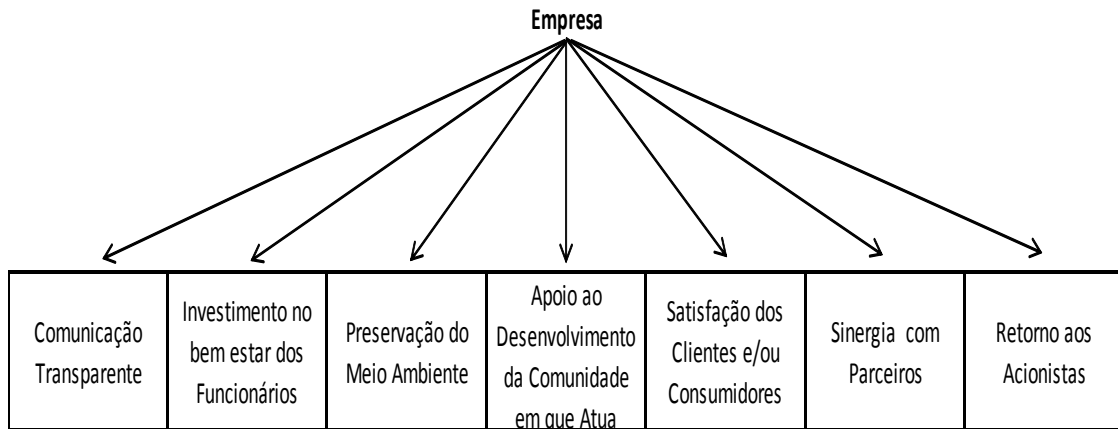 Empresa
Comunicação
Transparente
Investimento no
bem estar dos
Funcionários
Preservação do
Meio Ambiente
Apoio ao
Desenvolvimento
da Comunidade
em que Atua
Satisfação dos
Clientes e/ou
Consumidores
Sinergia com
Parceiros
Retorno aos
Acionistas